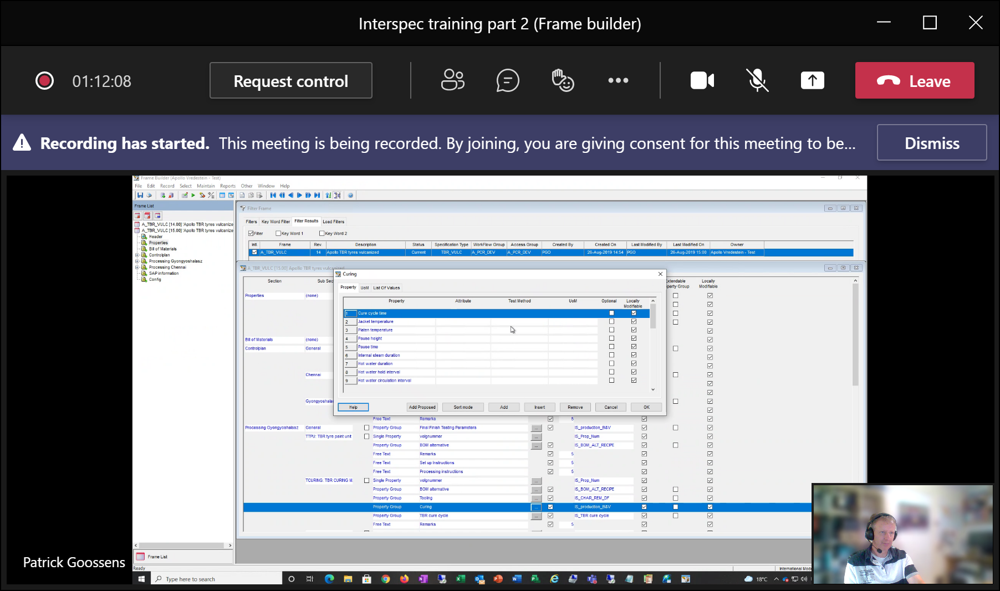 Interspec training part 2 (Frame builder)
01:12:08
Request control
Leave
Recording has started. This meeting is being recorded. By joining, you are giving consent for this meeting to be...
Dismiss
Frame Builder (Apollo Vredestein - Test)
File Edit Record Select Maintain Reports Other Window Help
Frame List
A_TBR_VULC [14.00] 'Apollo TBR tyres vulcanize
A_TBR_VULC [15.00] 'Apollo TBR tyres vulcanize
Header
Properties
Bill of Materials
Controlplan
Processing Gyongyoshalasz
Processing Chennai
SAP information
Config
Filter Frame
Filters Key Word Filter Filter Results Load Filters
Filter Key Word 1 Key Word 2
Intl. Frame Rev. Description Status Specification Type WorkFlow Group Access Group Created By Created On Last Modified By Last Modified On Owner
A_TBR_VULC 14 Apollo TBR tyres vulcanized Current TBR_VULC A_PCR_DEV A_PCR_DEV PGO 26-Aug-2019 14:54 PGO 26-Aug-2019 15:00 Apollo Vredestein - Test
A_TBR_VULC [15.00] Apollo TBR tyres vulcanized
Section Sub Sec xtendable Locally
perty Group Modifiable
Properties (none)
Bill of Materials (none)
Controlplan General
Chennai
Gyongyoshalas
Curing
Property UoM List Of Values
Property Attribute Test Method UoM Optional Locally
Modifiable
1 Cure cycle time
2 Jacket temperature
3 Platen temperature
4 Pause height
5 Pause time
6 Internal steam duration
7 Hot water duration
8 Hot water hold interval
9 Hot water circulation interval
Help Add Proposed Sort mode Add Insert Remove Cancel OK
Free Text Remarks 5
Processing Gyongyoshalasz General Property Group Final Finish Testing Parameters ... IS_production_B&V
TTPU: TBR tyre paint unit Single Property volgnummer ... IS_Prop_Num
Property Group BOM alternative ... IS_BOM_ALT_RECIPE
Free Text Remarks 5
Free Text Set up Instructions 5
Free Text Processing instructions 5
TCURING: TBR CURING M. Single Property volgnummer ... IS_Prop_Num
Property Group BOM alternative ... IS_BOM_ALT_RECIPE
Property Group Tooling ... IS_CHAR_REM_DF
Property Group Curing ... IS_production_B&V
Property Group TBR cure cycle ... IS_TBR cure cycle
Free Text Remarks 5
Frame List
Ready
International Mode
Patrick Goossens
Type here to search
18°C